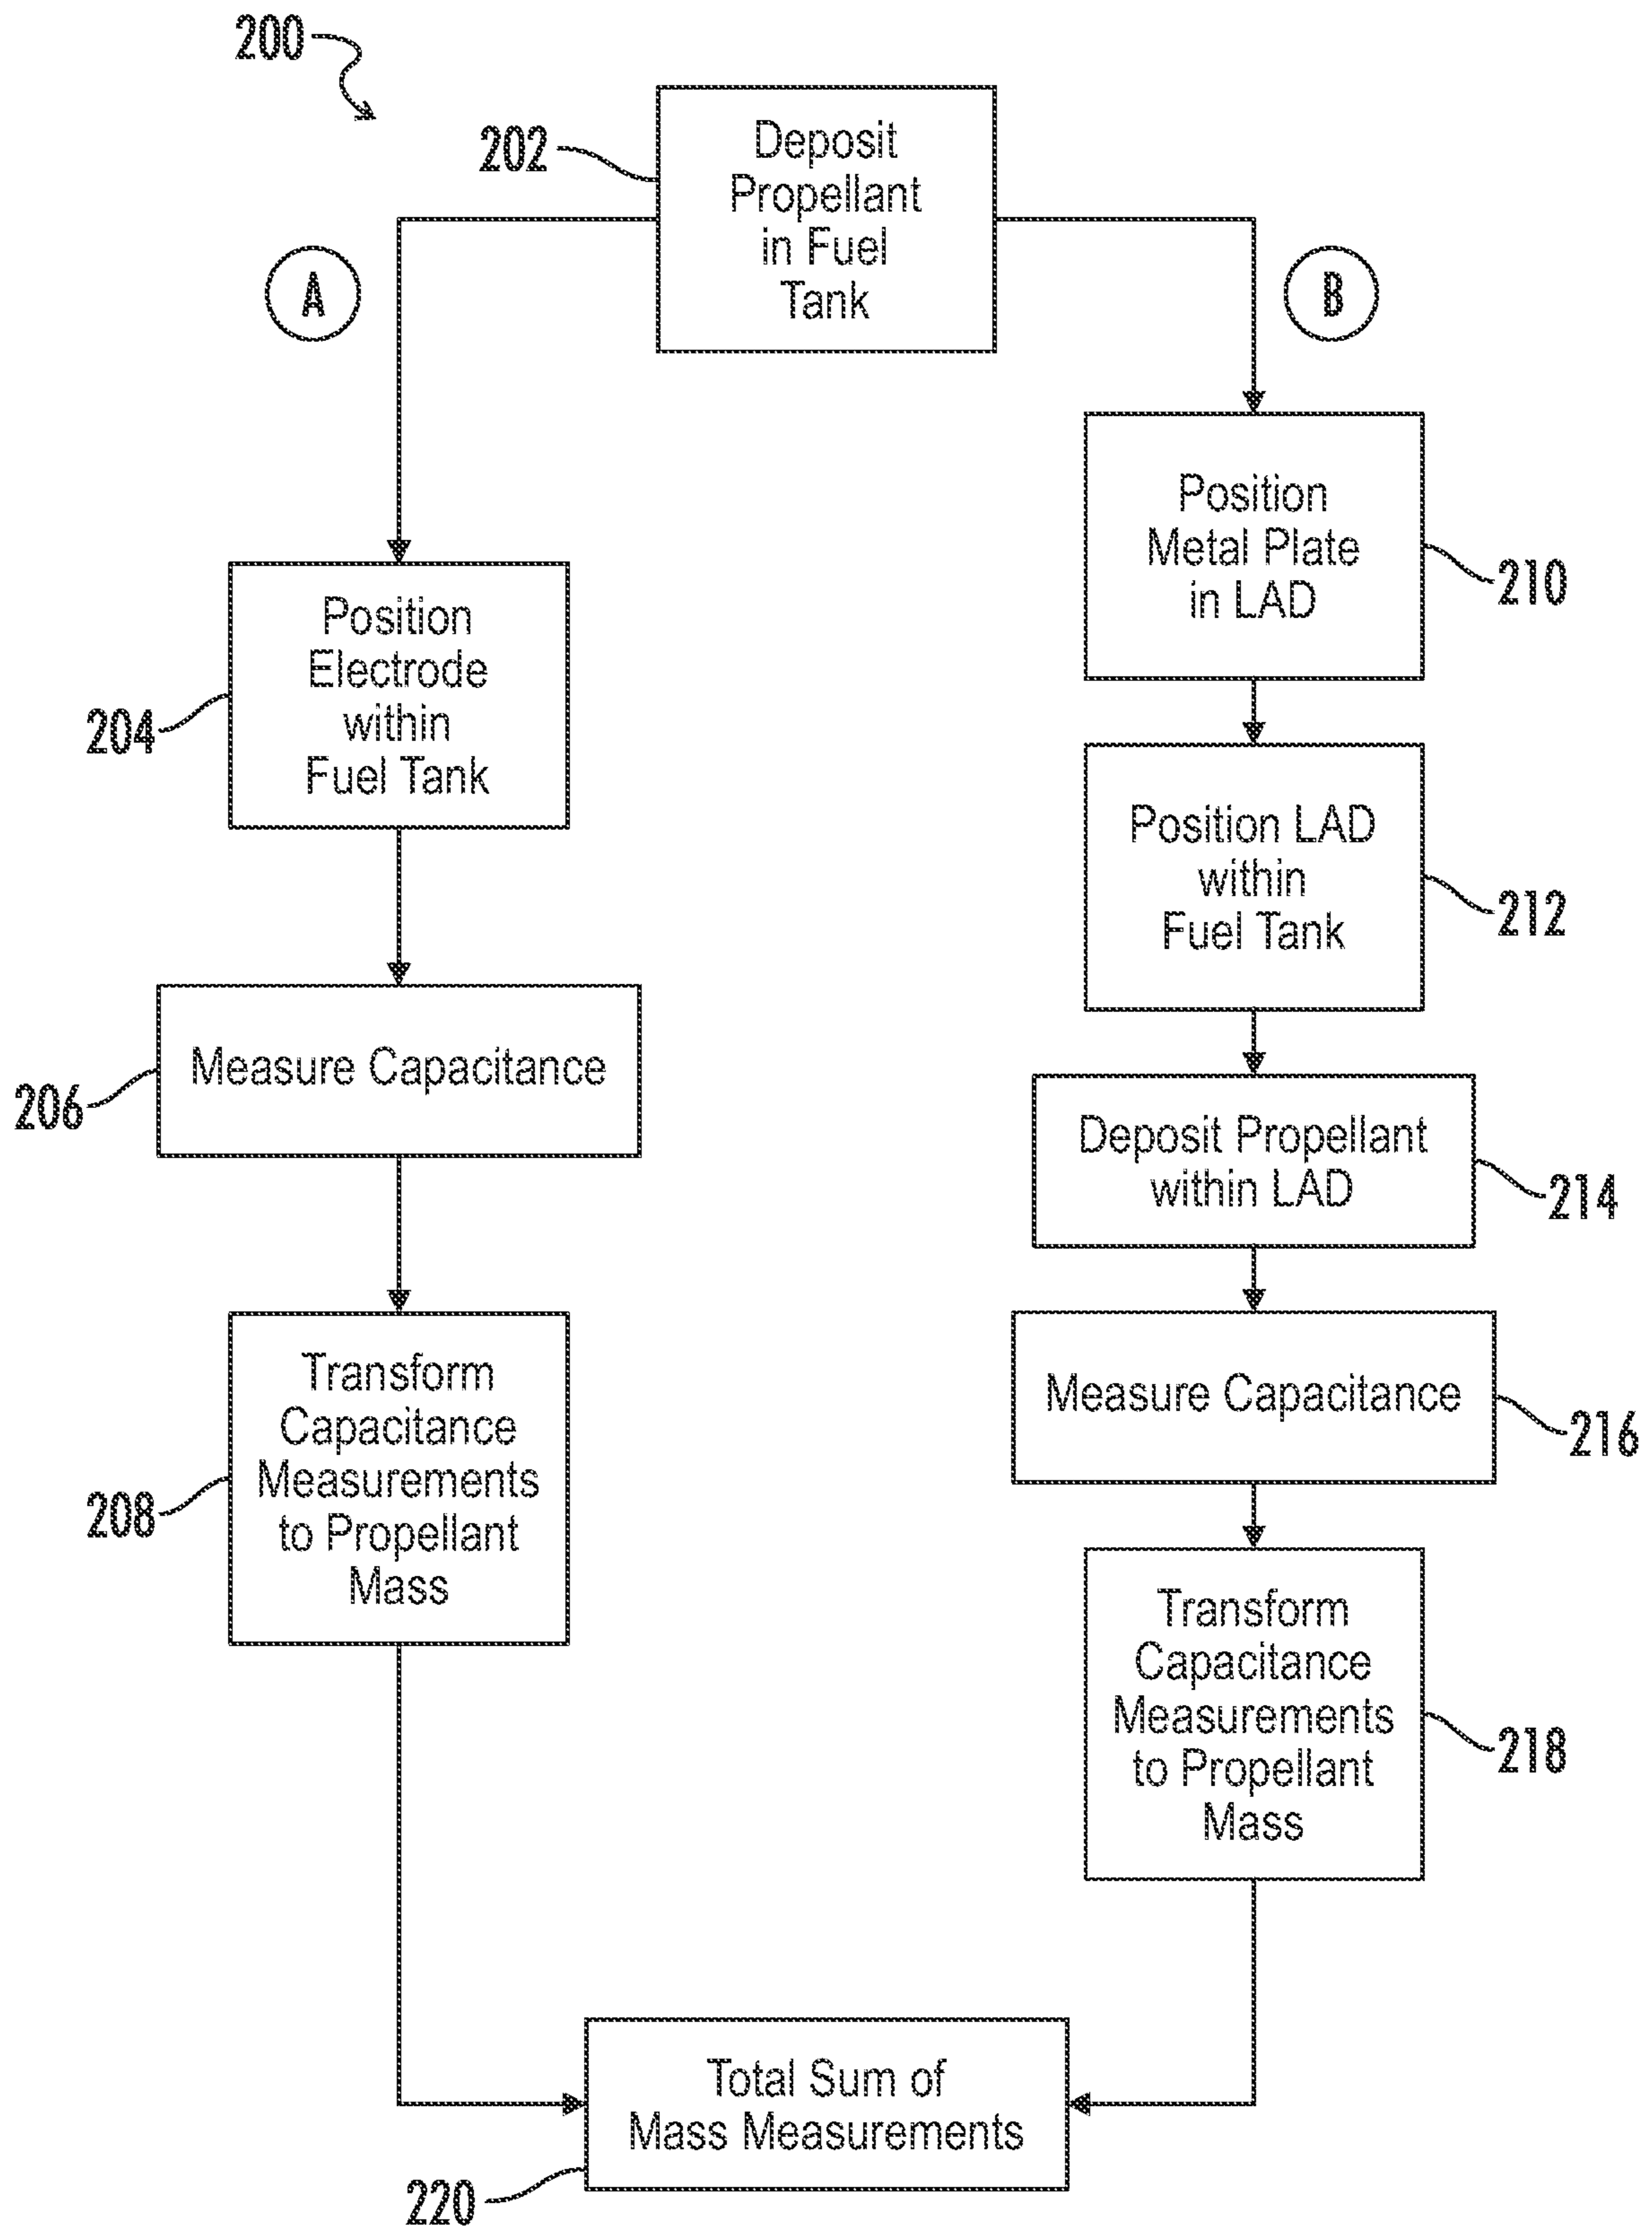 200
202
Deposit
Propellant
in Fuel
Tank
A
B
Position
Electrode
within
Fuel Tank
204
Measure Capacitance
206
Transform
Capacitance
Measurements
to Propellant
Mass
208
Position
Metal Plate
in LAD
210
Position LAD
within
Fuel Tank
212
Deposit Propellant
within LAD
214
Measure Capacitance
216
Transform
Capacitance
Measurements
to Propellant
Mass
218
Total Sum of
Mass Measurements
220